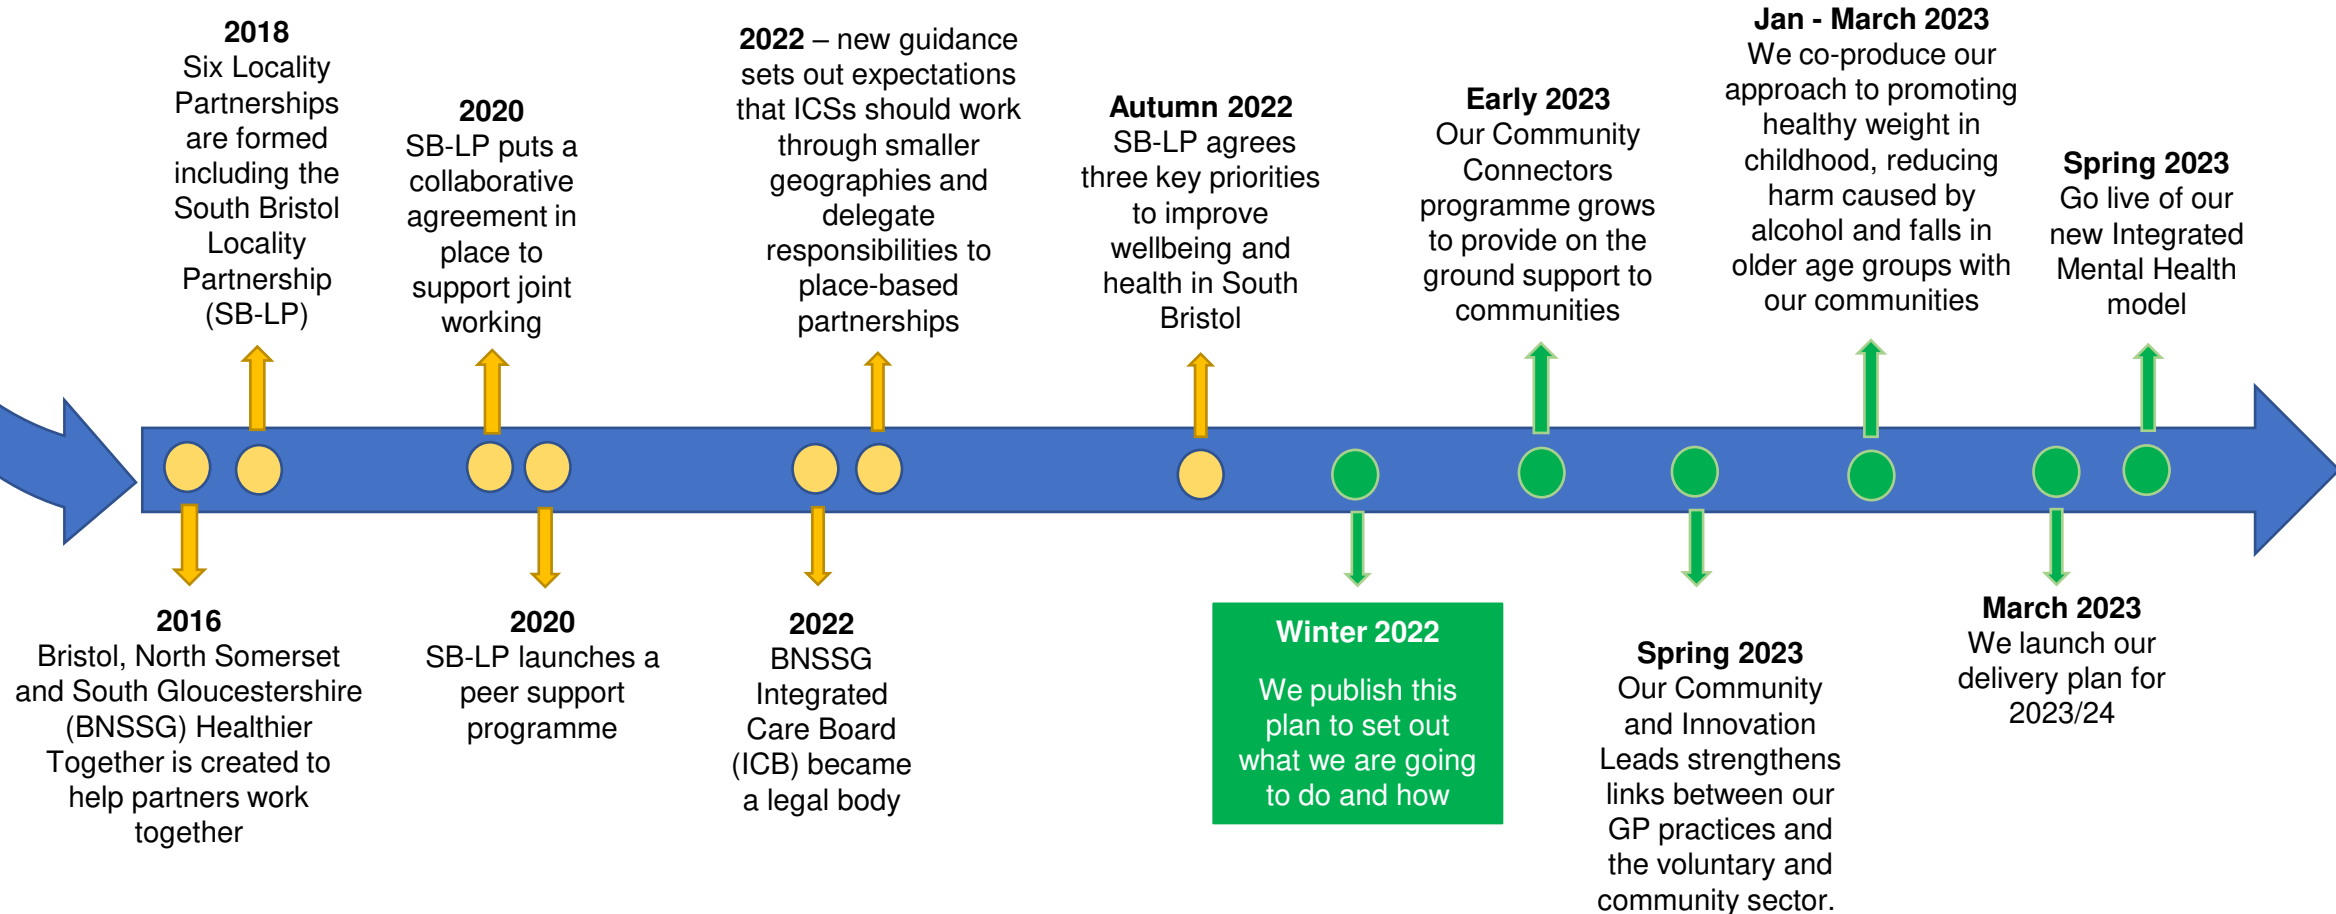 2018
Six Locality
Partnerships
are formed
including the
South Bristol
Locality
Partnership
(SB-LP)
2020
SB-LP puts a
collaborative
agreement in
place to
support joint
working
2022 – new guidance
sets out expectations
that ICSs should work
through smaller
geographies and
delegate
responsibilities to
place-based
partnerships
Autumn 2022
SB-LP agrees
three key priorities
to improve
wellbeing and
health in South
Bristol
Early 2023
Our Community
Connectors
programme grows
to provide on the
ground support to
communities
Jan - March 2023
We co-produce our
approach to promoting
healthy weight in
childhood, reducing
harm caused by
alcohol and falls in
older age groups with
our communities
Spring 2023
Go live of our
new Integrated
Mental Health
model
2016
Bristol, North Somerset
and South Gloucestershire
(BNSSG) Healthier
Together is created to
help partners work
together
2020
SB-LP launches a
peer support
programme
2022
BNSSG
Integrated
Care Board
(ICB) became
a legal body
Winter 2022
We publish this
plan to set out
what we are going
to do and how
Spring 2023
Our Community
and Innovation
Leads strengthens
links between our
GP practices and
the voluntary and
community sector.
March 2023
We launch our
delivery plan for
2023/24